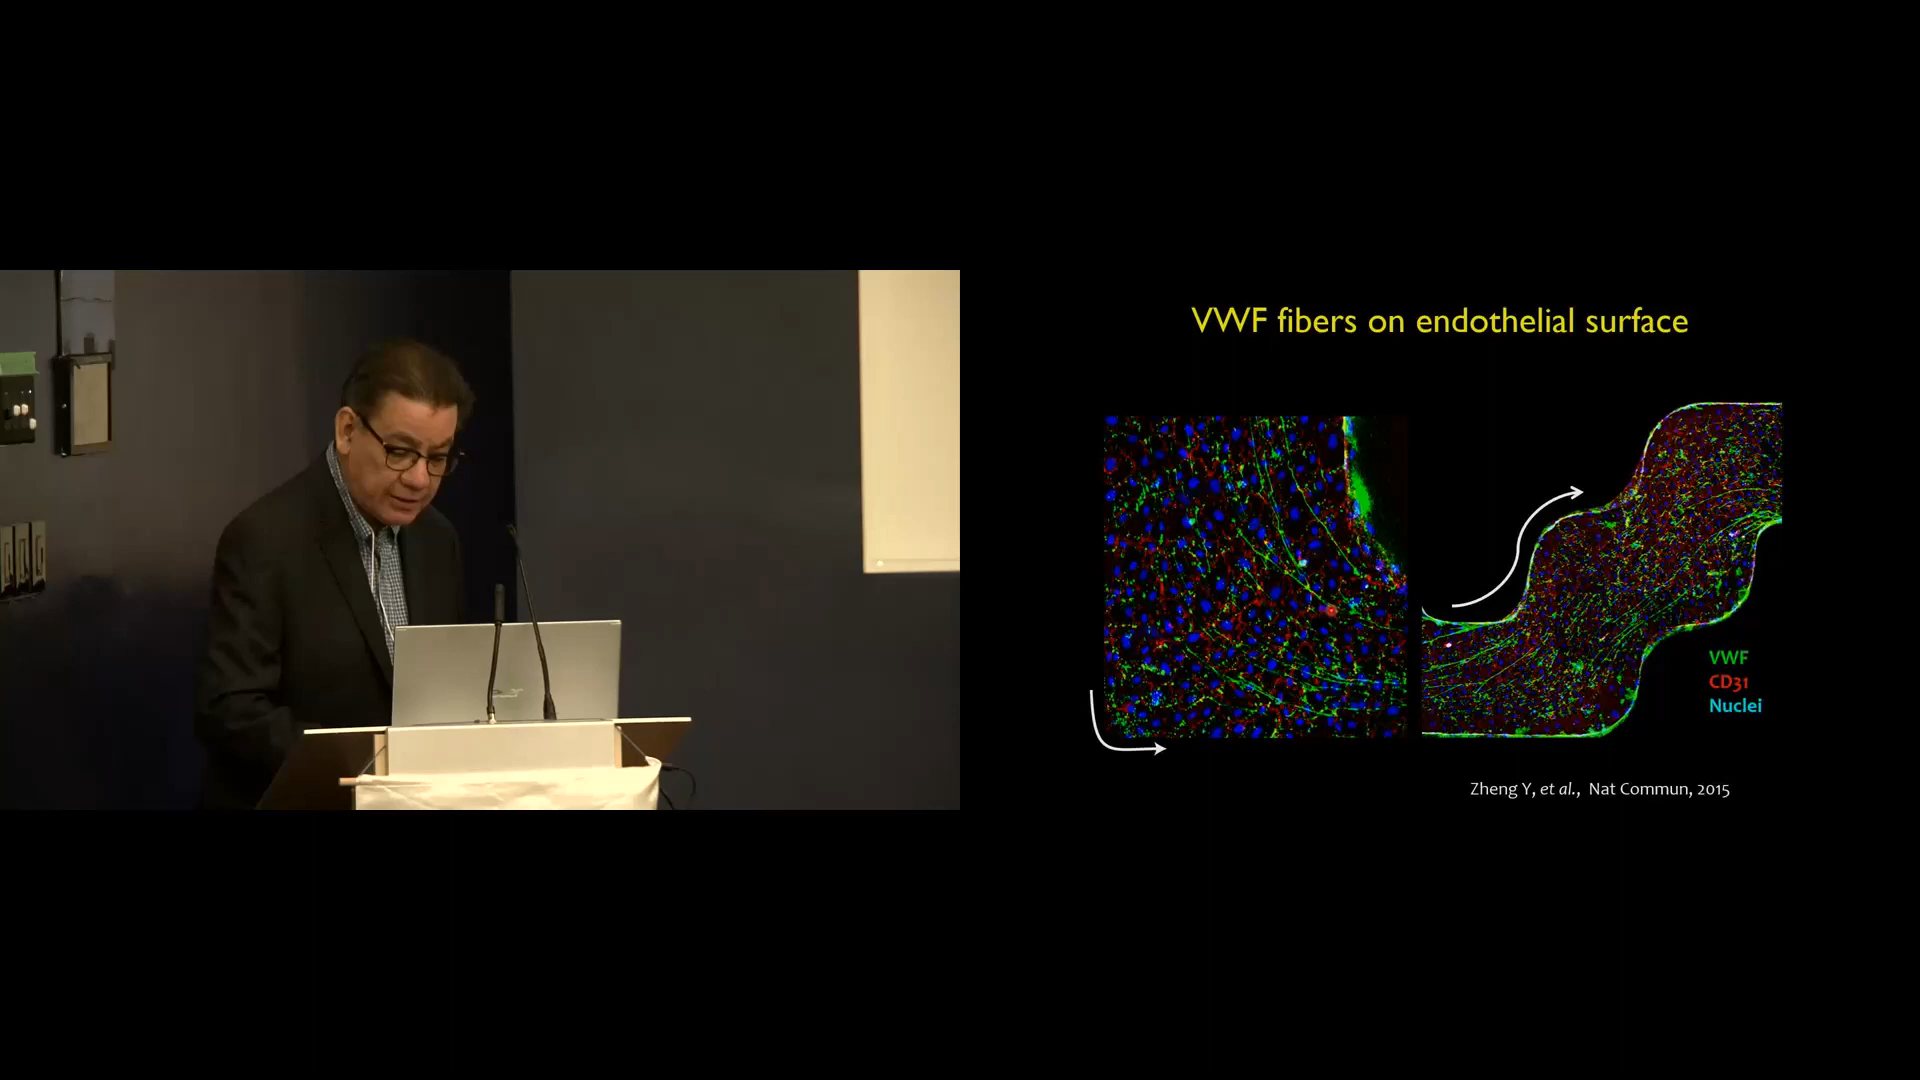 VWF fibers on endothelial surface
VWF
CD31
Nuclei
Zheng Y, et al., Nat Commun, 2015